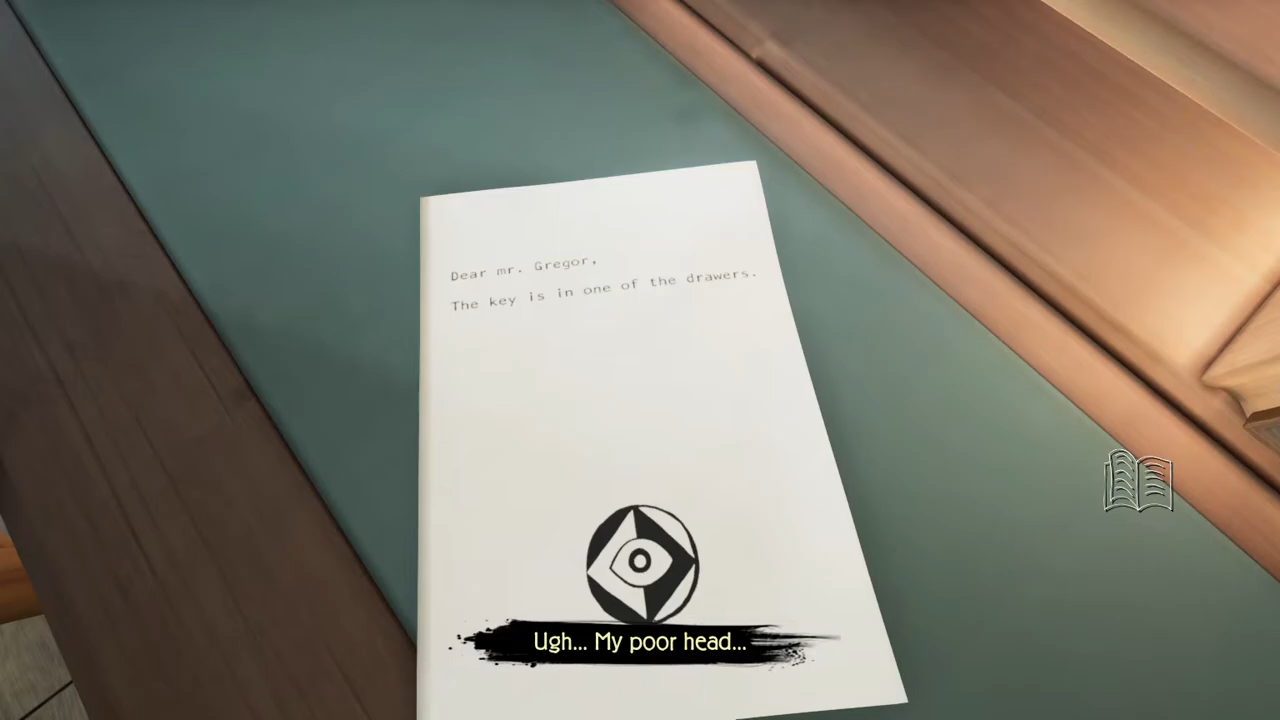 Dear mr. Gregor,
The key is in one of the drawers.
Ugh... My poor head...